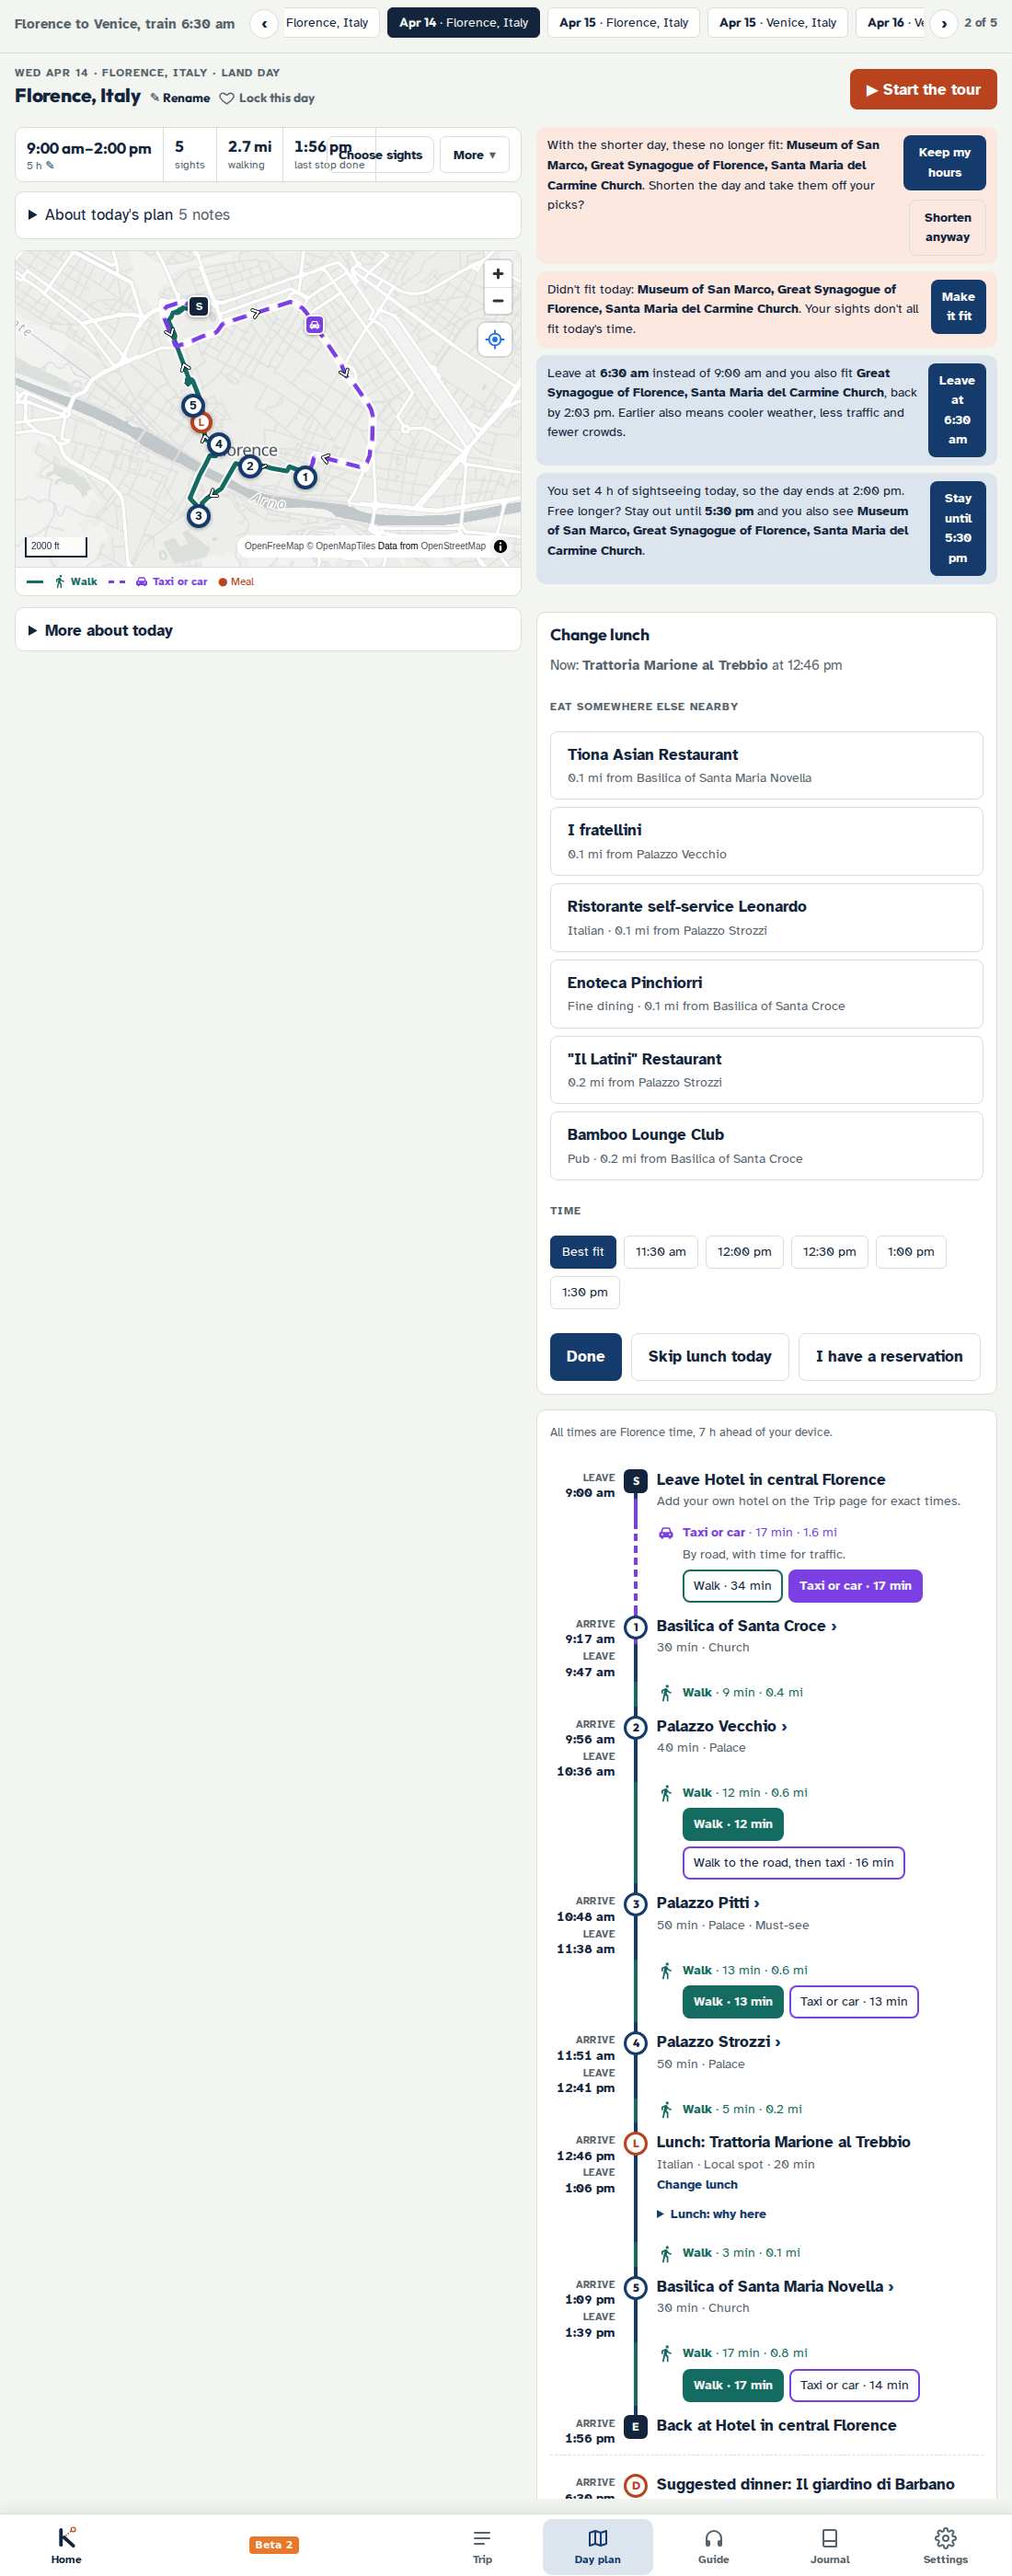 Florence to Venice, train 6:30 am
‹
Florence, Italy
Apr 14 · Florence, Italy
Apr 15 · Florence, Italy
Apr 15 · Venice, Italy
Apr 16 ·
›
2 of 5
WED APR 14 · FLORENCE, ITALY · LAND DAY
Florence, Italy
✎ Rename
Lock this day
▶ Start the tour
9:00 am–2:00 pm
5 h ✎
5
sights
2.7 mi
walking
1:56 pm
last stop done
Choose sights
More ▼
▶ About today's plan 5 notes
S
5
L
4
2
1
3
orence
Arno
+
−
2000 ft
OpenFreeMap © OpenMapTiles Data from OpenStreetMap
Walk
Taxi or car
Meal
▶ More about today
With the shorter day, these no longer fit: Museum of San
Marco, Great Synagogue of Florence, Santa Maria del
Carmine Church. Shorten the day and take them off your
picks?
Keep my
hours
Shorten
anyway
Didn't fit today: Museum of San Marco, Great Synagogue of
Florence, Santa Maria del Carmine Church. Your sights don't all
fit today's time.
Make
it fit
Leave at 6:30 am instead of 9:00 am and you also fit Great
Synagogue of Florence, Santa Maria del Carmine Church, back
by 2:03 pm. Earlier also means cooler weather, less traffic and
fewer crowds.
Leave
at
6:30
am
You set 4 h of sightseeing today, so the day ends at 2:00 pm.
Free longer? Stay out until 5:30 pm and you also see Museum
of San Marco, Great Synagogue of Florence, Santa Maria del
Carmine Church.
Stay
until
5:30
pm
Change lunch
Now: Trattoria Marione al Trebbio at 12:46 pm
EAT SOMEWHERE ELSE NEARBY
Tiona Asian Restaurant
0.1 mi from Basilica of Santa Maria Novella
I fratellini
0.1 mi from Palazzo Vecchio
Ristorante self-service Leonardo
Italian · 0.1 mi from Palazzo Strozzi
Enoteca Pinchiorri
Fine dining · 0.1 mi from Basilica of Santa Croce
"Il Latini" Restaurant
0.2 mi from Palazzo Strozzi
Bamboo Lounge Club
Pub · 0.2 mi from Basilica of Santa Croce
TIME
Best fit
11:30 am
12:00 pm
12:30 pm
1:00 pm
1:30 pm
Done
Skip lunch today
I have a reservation
All times are Florence time, 7 h ahead of your device.
LEAVE
9:00 am
S
Leave Hotel in central Florence
Add your own hotel on the Trip page for exact times.
Taxi or car · 17 min · 1.6 mi
By road, with time for traffic.
Walk · 34 min
Taxi or car · 17 min
ARRIVE
9:17 am
LEAVE
9:47 am
1
Basilica of Santa Croce ›
30 min · Church
Walk · 9 min · 0.4 mi
ARRIVE
9:56 am
LEAVE
10:36 am
2
Palazzo Vecchio ›
40 min · Palace
Walk · 12 min · 0.6 mi
Walk · 12 min
Walk to the road, then taxi · 16 min
ARRIVE
10:48 am
LEAVE
11:38 am
3
Palazzo Pitti ›
50 min · Palace · Must-see
Walk · 13 min · 0.6 mi
Walk · 13 min
Taxi or car · 13 min
ARRIVE
11:51 am
LEAVE
12:41 pm
4
Palazzo Strozzi ›
50 min · Palace
Walk · 5 min · 0.2 mi
ARRIVE
12:46 pm
LEAVE
1:06 pm
L
Lunch: Trattoria Marione al Trebbio
Italian · Local spot · 20 min
Change lunch
▶ Lunch: why here
Walk · 3 min · 0.1 mi
ARRIVE
1:09 pm
LEAVE
1:39 pm
5
Basilica of Santa Maria Novella ›
30 min · Church
Walk · 17 min · 0.8 mi
Walk · 17 min
Taxi or car · 14 min
ARRIVE
1:56 pm
E
Back at Hotel in central Florence
ARRIVE
6:30 pm
D
Suggested dinner: Il giardino di Barbano
Home
Beta 2
Trip
Day plan
Guide
Journal
Settings